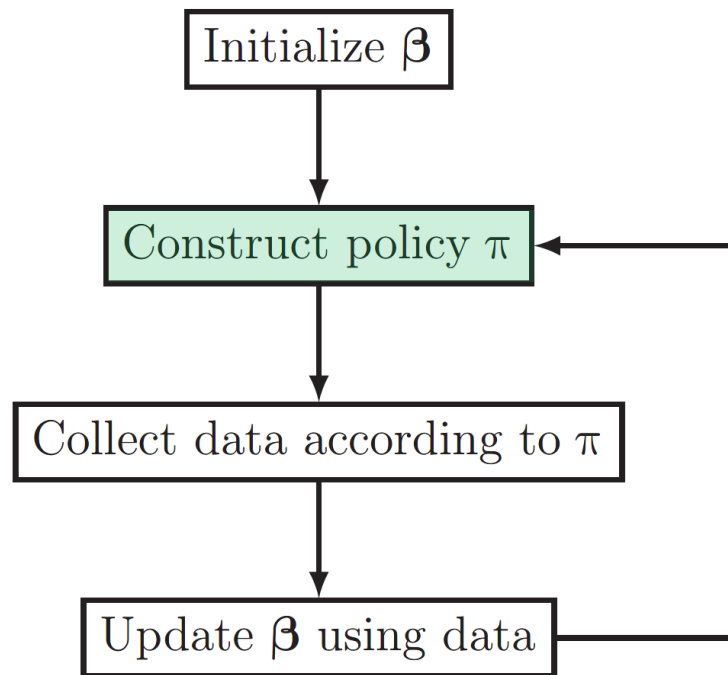 Initialize β
Construct policy π
Collect data according to π
Update β using data